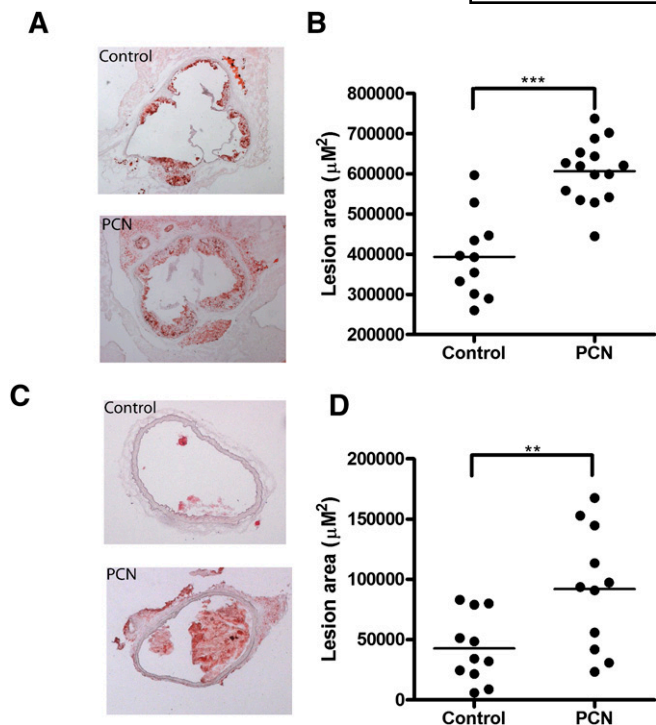 A
Control
PCN
B
***
Lesion area (μM²)
800000
700000
600000
500000
400000
300000
200000
Control
PCN
C
Control
PCN
D
**
Lesion area (μM²)
200000
150000
100000
50000
0
Control
PCN